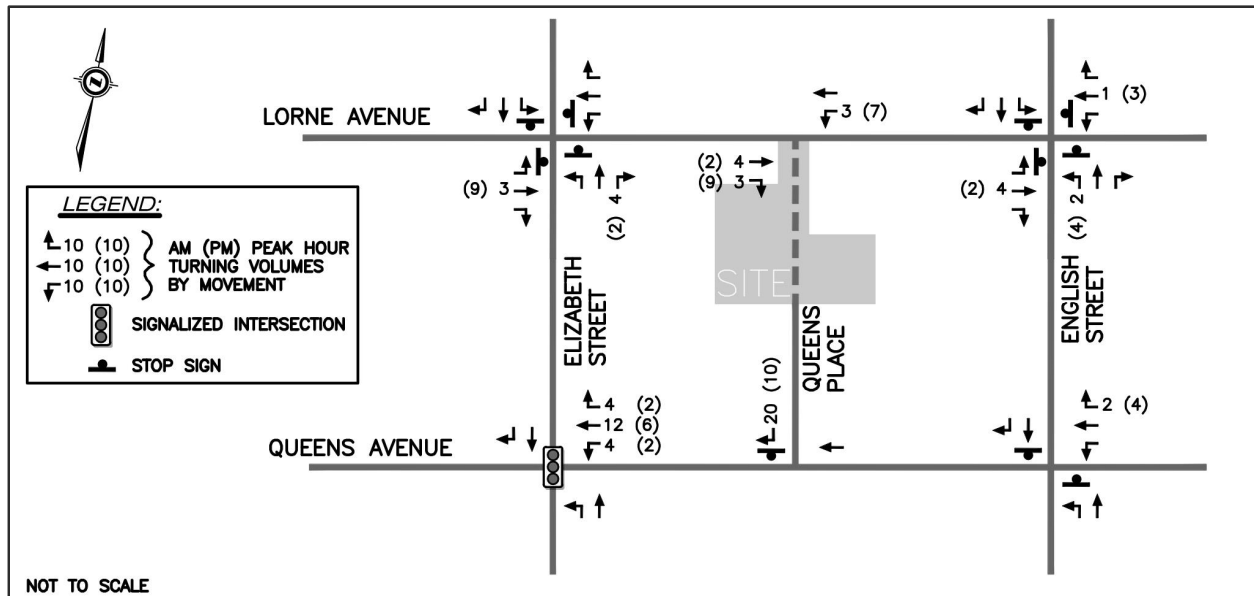 N
LORNE AVENUE
1 (3)
3 (7)
(9) 3
4
(2)
(2) 4
(9) 3
(2) 4
2
(4)
LEGEND:
10 (10)
10 (10)
10 (10)
AM (PM) PEAK HOUR
TURNING VOLUMES
BY MOVEMENT
SIGNALIZED INTERSECTION
STOP SIGN
SITE
ELIZABETH
STREET
QUEENS
PLACE
ENGLISH
STREET
4 (2)
12 (6)
4 (2)
20 (10)
2 (4)
QUEENS AVENUE
NOT TO SCALE